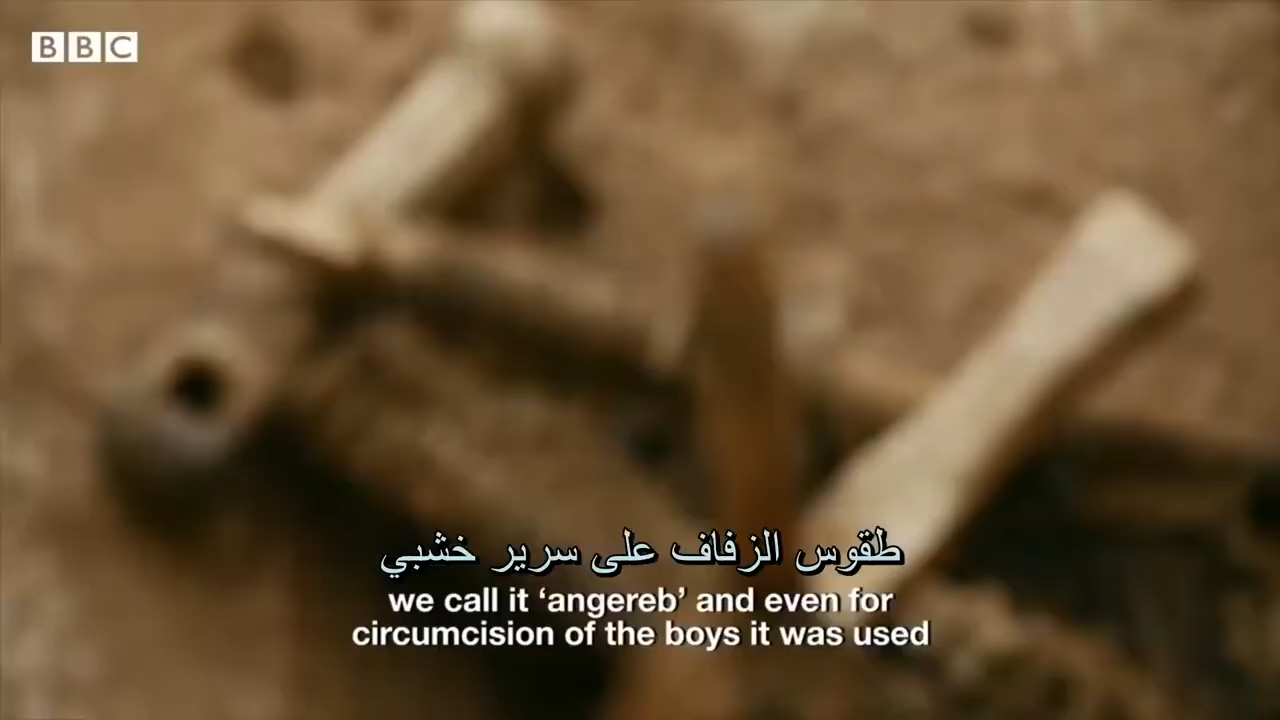 BBC
طقوس الزفاف على سرير خشبي
we call it ‘angereb’ and even for
circumcision of the boys it was used